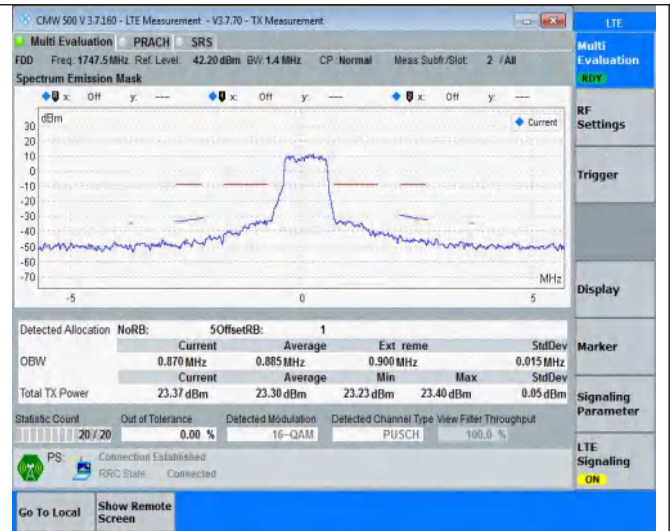 CMW 500 V 3.7.160 - LTE Measurement - V3.7.70 - TX Measurement
LTE
Multi Evaluation PRACH SRS
Multi Evaluation
RDY
FDD Freq: 1747.5 MHz Ref. Level: 42.20 dBm BW: 1.4 MHz CP: Normal Meas Subfr./Slot: 2 / All
Spectrum Emission Mask
x: Off y: --- x: Off y: --- x: Off y: ---
dBm
Current
RF Settings
30
20
10
0
-10
-20
-30
-40
-50
-60
-70
MHz
-5 0 5
Trigger
Display
Detected Allocation NoRB: 5 OffsetRB: 1
Current Average Ext reme StdDev
OBW 0.870 MHz 0.885 MHz 0.900 MHz 0.015 MHz
Current Average Min Max StdDev
Total TX Power 23.37 dBm 23.30 dBm 23.23 dBm 23.40 dBm 0.05 dBm
Marker
Signaling Parameter
Statistic Count Out of Tolerance Detected Modulation Detected Channel Type View Filter Throughput
20 / 20 0.00 % 16-QAM PUSCH 100.0 %
PS: Connection Established
RRC State Connected
LTE Signaling
ON
Go To Local
Show Remote Screen